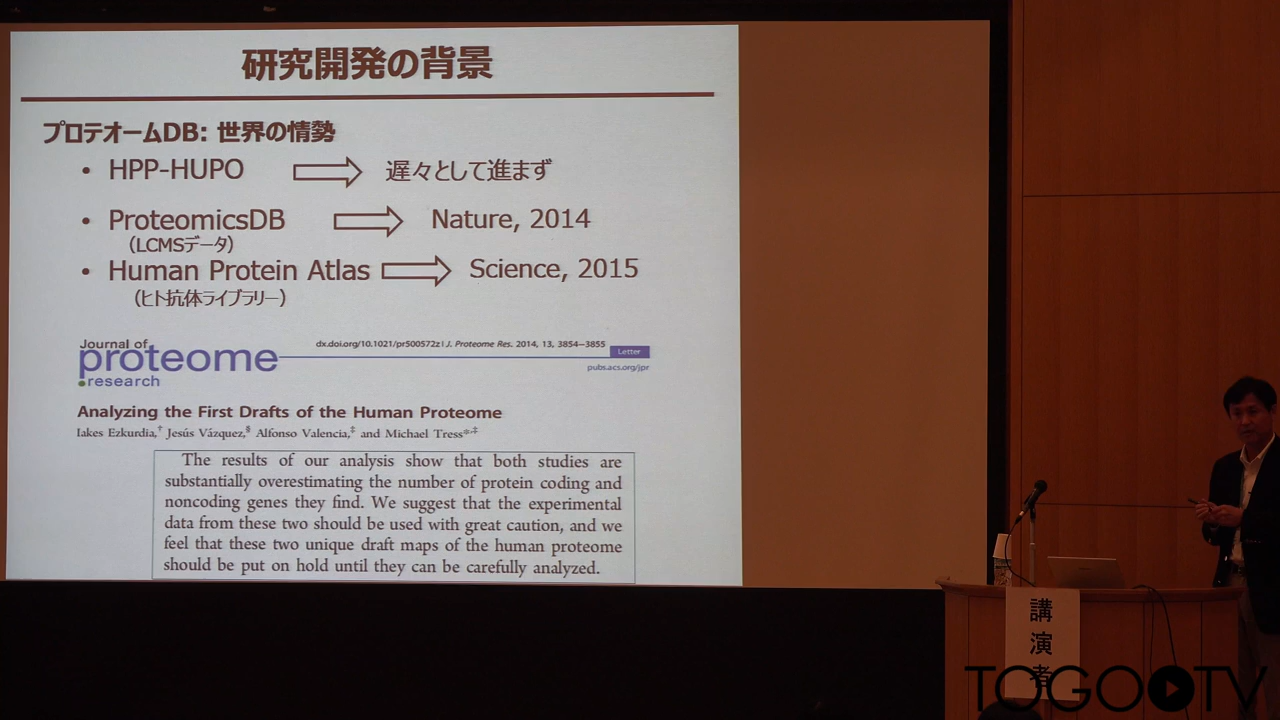 研究開発の背景
プロテオームDB: 世界の情勢
• HPP-HUPO 遅々として進まず
• ProteomicsDB Nature, 2014
（LCMSデータ）
• Human Protein Atlas Science, 2015
（ヒト抗体ライブラリー）
Journal of
proteome
research
dx.doi.org/10.1021/pr500572z | J. Proteome Res. 2014, 13, 3854−3855
Letter
pubs.acs.org/jpr
Analyzing the First Drafts of the Human Proteome
Iakes Ezkurdia,† Jesús Vázquez,§ Alfonso Valencia,‡ and Michael Tress*,‡
The results of our analysis show that both studies are
substantially overestimating the number of protein coding and
noncoding genes they find. We suggest that the experimental
data from these two should be used with great caution, and we
feel that these two unique draft maps of the human proteome
should be put on hold until they can be carefully analyzed.
講演者
TOGOTV